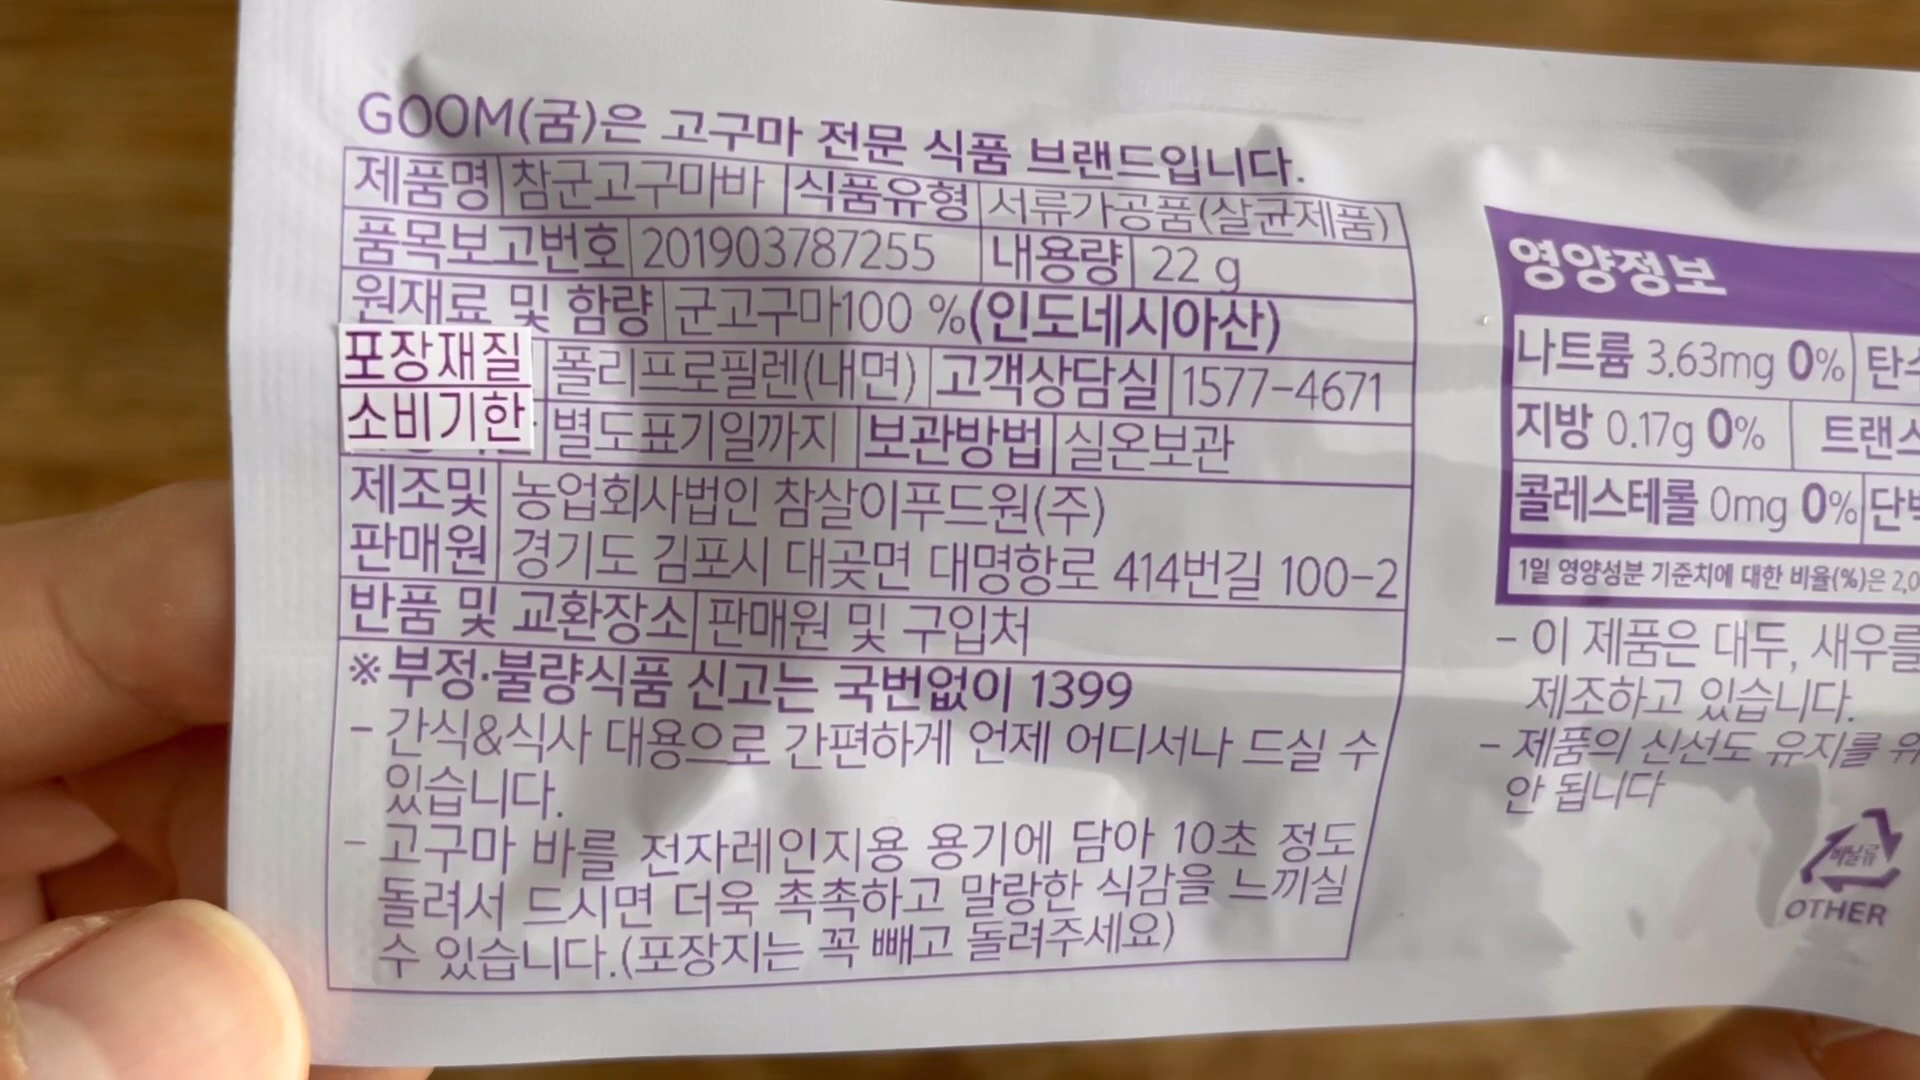 GOOM(굼)은 고구마 전문 식품 브랜드입니다.
제품명 참군고구마바 식품유형 서류가공품(살균제품)
품목보고번호 201903787255 내용량 22 g
원재료 및 함량 군고구마100 %(인도네시아산)
포장재질 폴리프로필렌(내면) 고객상담실 1577-4671
소비기한 별도표기일까지 보관방법 실온보관
제조및 농업회사법인 참살이푸드원(주)
판매원 경기도 김포시 대곶면 대명항로 414번길 100-2
반품 및 교환장소 판매원 및 구입처
※ 부정·불량식품 신고는 국번없이 1399
- 간식&식사 대용으로 간편하게 언제 어디서나 드실 수
있습니다.
- 고구마 바를 전자레인지용 용기에 담아 10초 정도
돌려서 드시면 더욱 촉촉하고 말랑한 식감을 느끼실
수 있습니다.(포장지는 꼭 빼고 돌려주세요)
영양정보
나트륨 3.63mg 0%
지방 0.17g 0%
콜레스테롤 0mg 0%
1일 영양성분 기준치에 대한 비율(%)은
- 이 제품은 대두, 새우를
제조하고 있습니다.
- 제품의 신선도 유지를
안 됩니다
비닐류
OTHER